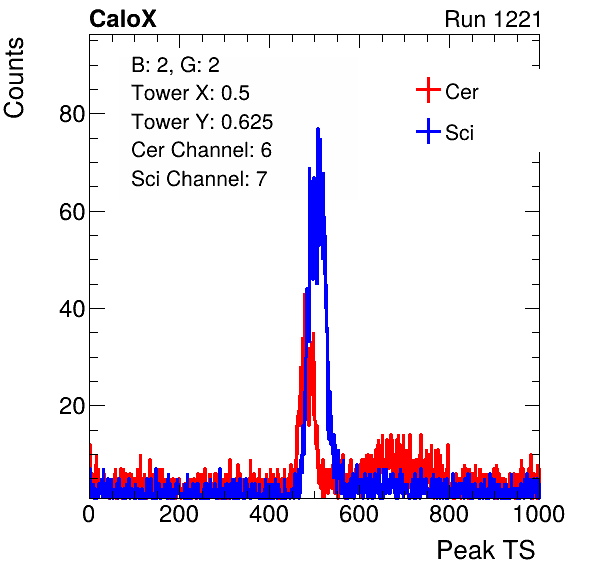 CaloX Run 1221
Counts
B: 2, G: 2
Tower X: 0.5
Tower Y: 0.625
Cer Channel: 6
Sci Channel: 7
Cer
Sci
80
60
40
20
0 200 400 600 800 1000
Peak TS